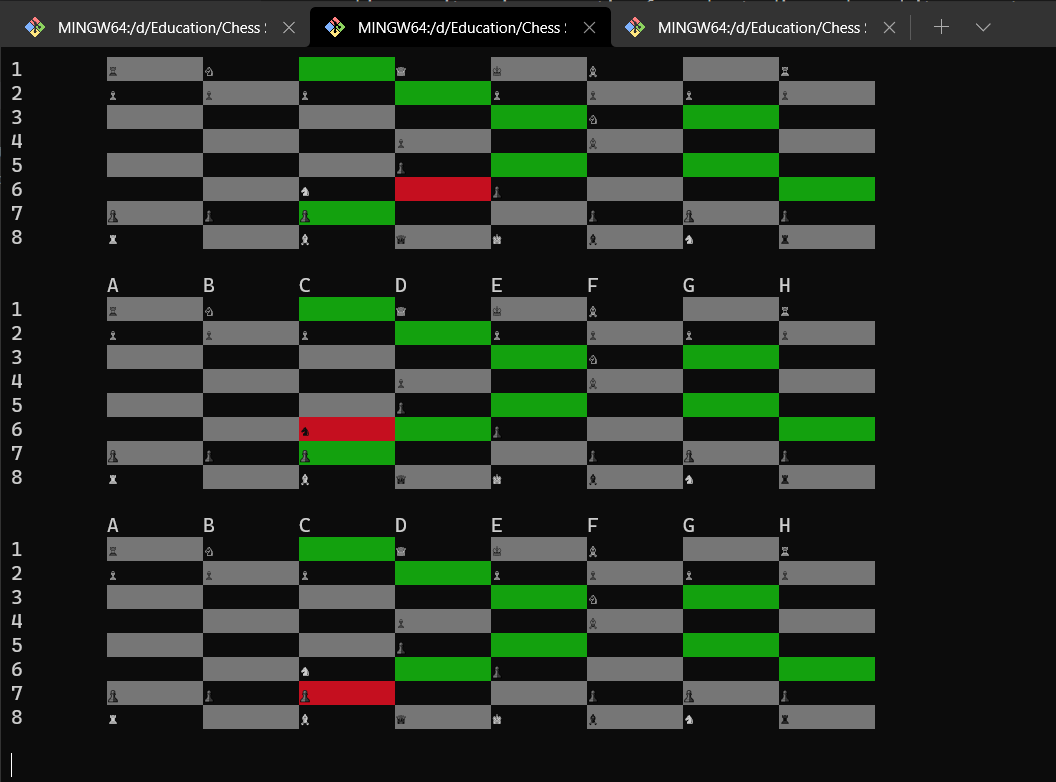 MINGW64:/d/Education/Chess : MINGW64:/d/Education/Chess : MINGW64:/d/Education/Chess :
1 ♖ ♘ ♕ ♔ ♗ ♖
2 ♙ ♙ ♙ ♙ ♙ ♙ ♙
3 ♘
4 ♙ ♗
5 ♟
6 ♞ ♟
7 ♟ ♟ ♟ ♟ ♟ ♟
8 ♜ ♝ ♛ ♚ ♝ ♞ ♜
A B C D E F G H
1 ♖ ♘ ♕ ♔ ♗ ♖
2 ♙ ♙ ♙ ♙ ♙ ♙ ♙
3 ♘
4 ♙ ♗
5 ♟
6 ♞ ♟
7 ♟ ♟ ♟ ♟ ♟ ♟
8 ♜ ♝ ♛ ♚ ♝ ♞ ♜
A B C D E F G H
1 ♖ ♘ ♕ ♔ ♗ ♖
2 ♙ ♙ ♙ ♙ ♙ ♙ ♙
3 ♘
4 ♙ ♗
5 ♟
6 ♞ ♟
7 ♟ ♟ ♟ ♟ ♟ ♟
8 ♜ ♝ ♛ ♚ ♝ ♞ ♜